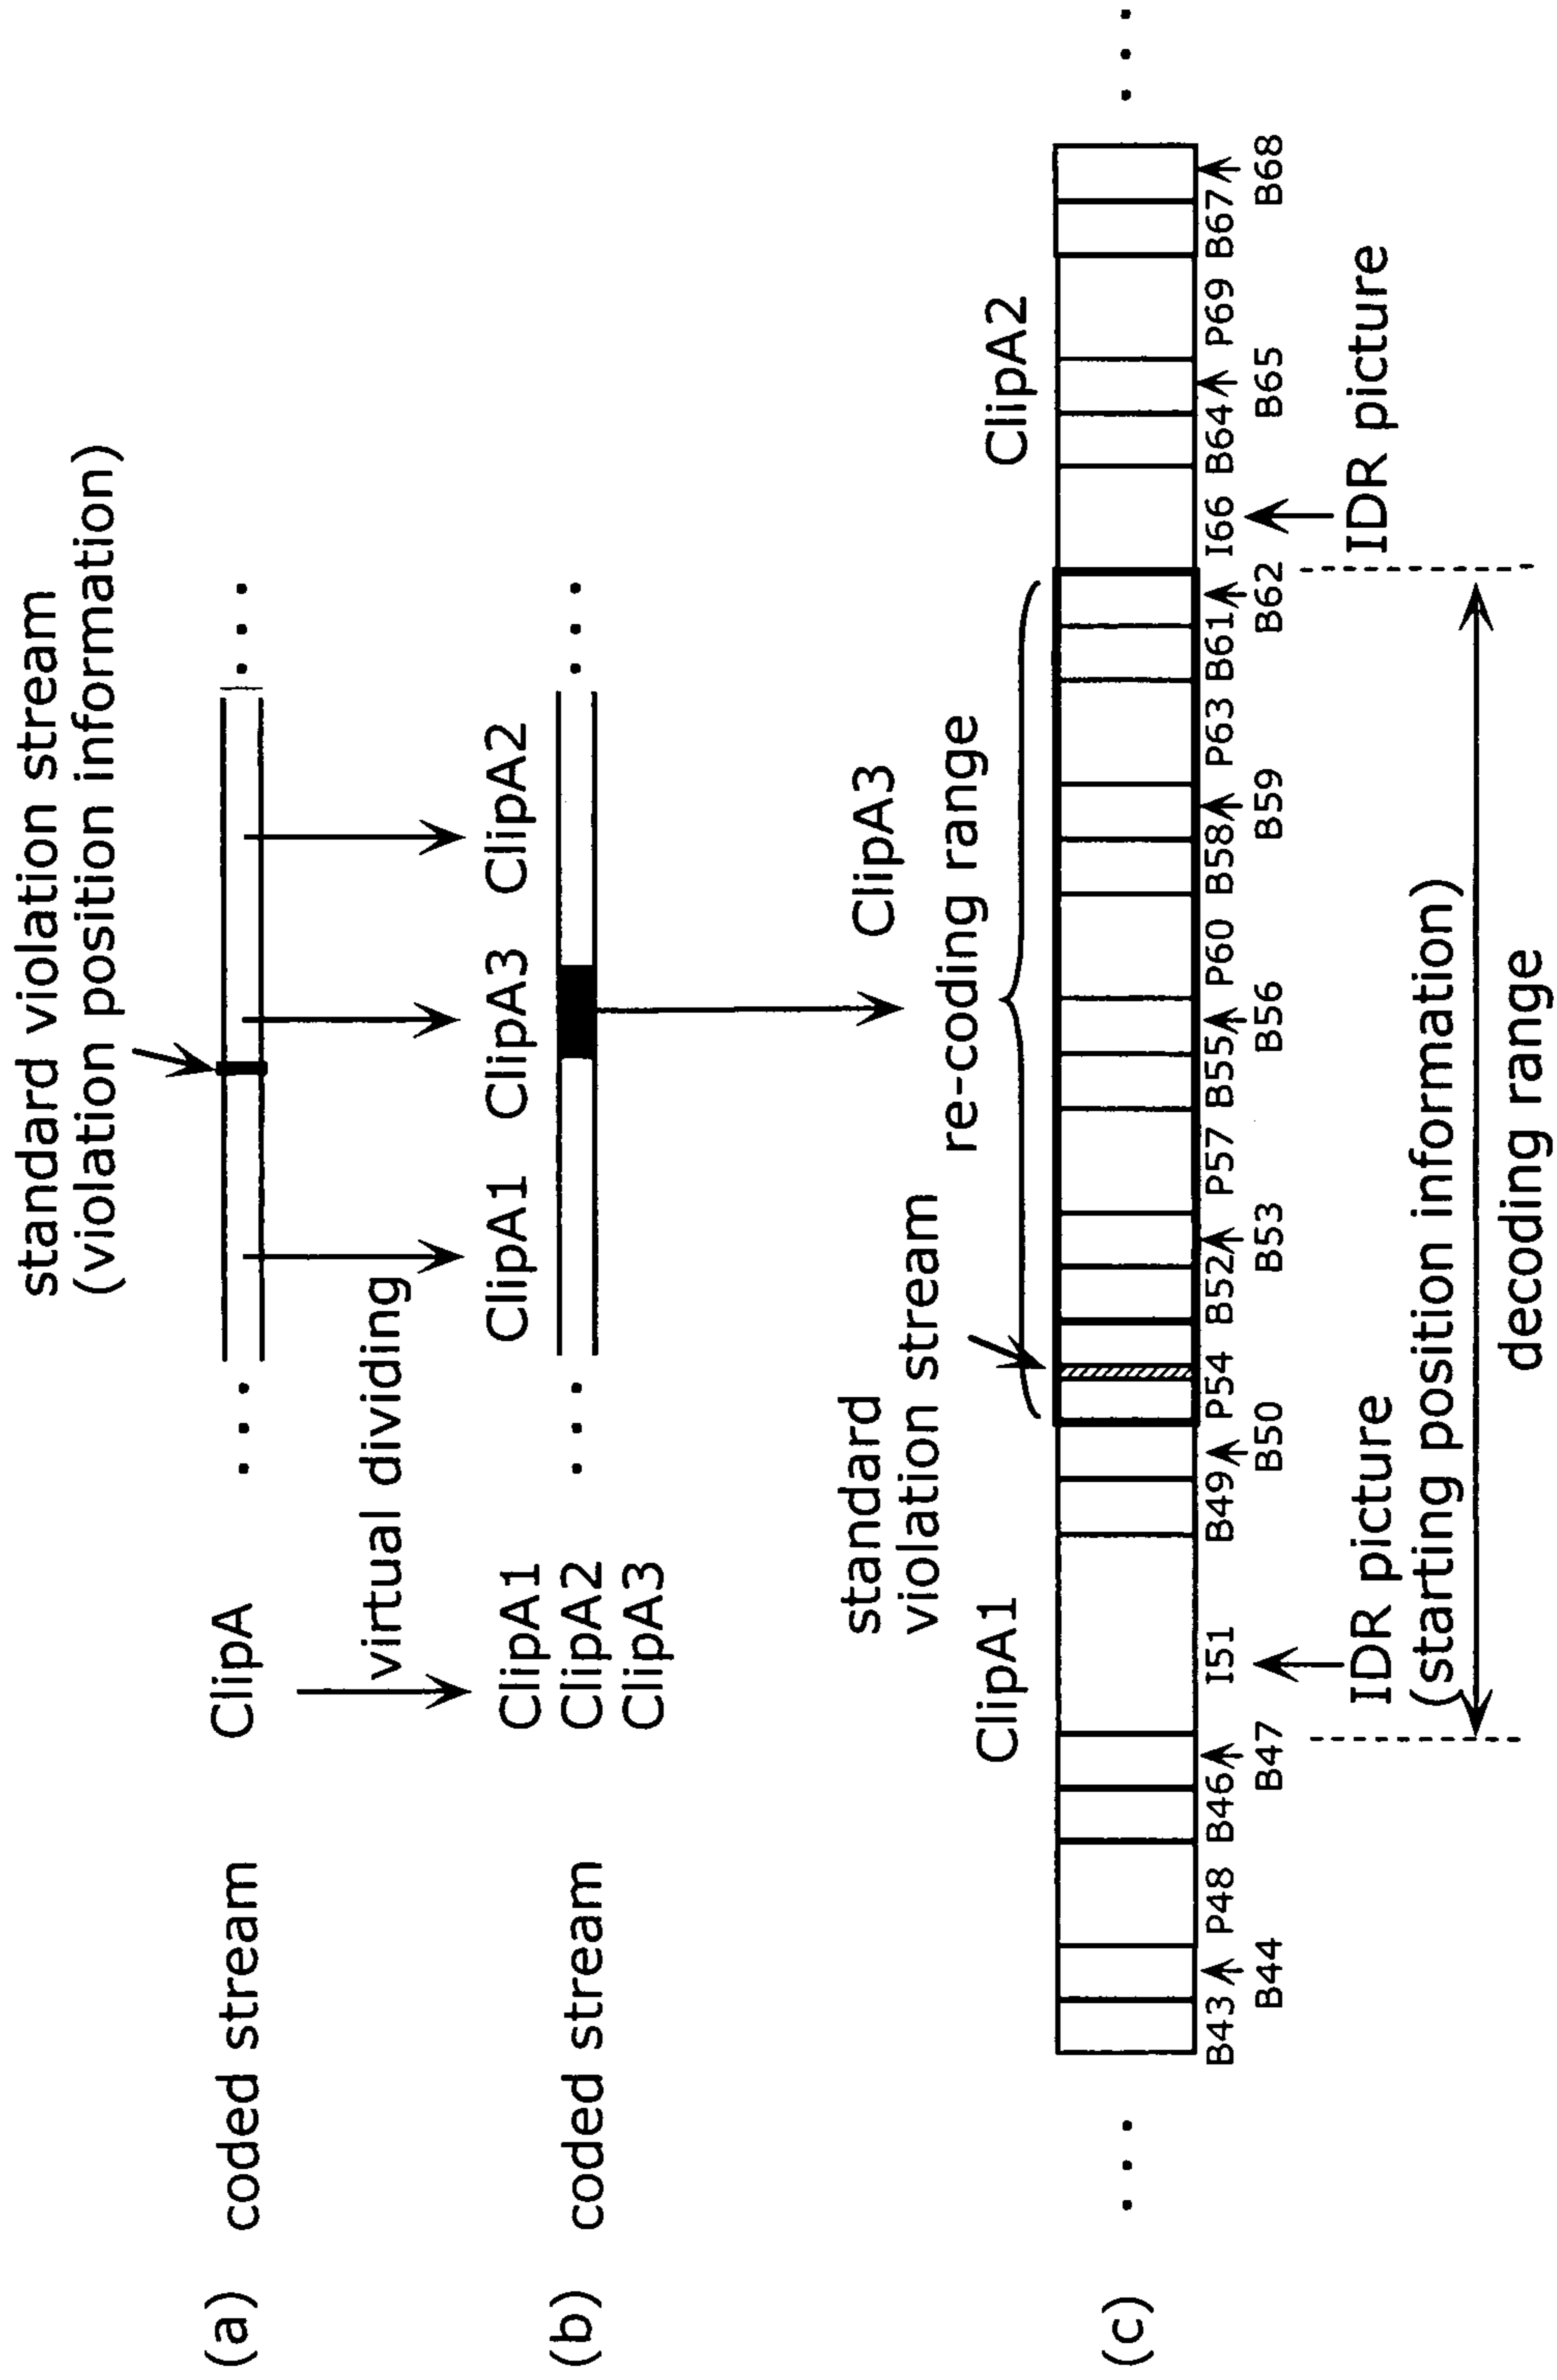 standard violation stream
(violation position information)
(a) coded stream ClipA
virtual dividing
ClipA1 ClipA3 ClipA2
(b) coded stream ClipA1
ClipA2
ClipA3
ClipA3
standard
violation stream
re-coding range
ClipA1
ClipA2
(c)
B43 P48 B46 I51 B49 P54 B52 P57 B55 P60 B58 P63 B61 I66 B64 P69 B67
B44 B47 B50 B53 B56 B59 B62 B65 B68
IDR picture
(starting position information)
IDR picture
decoding range